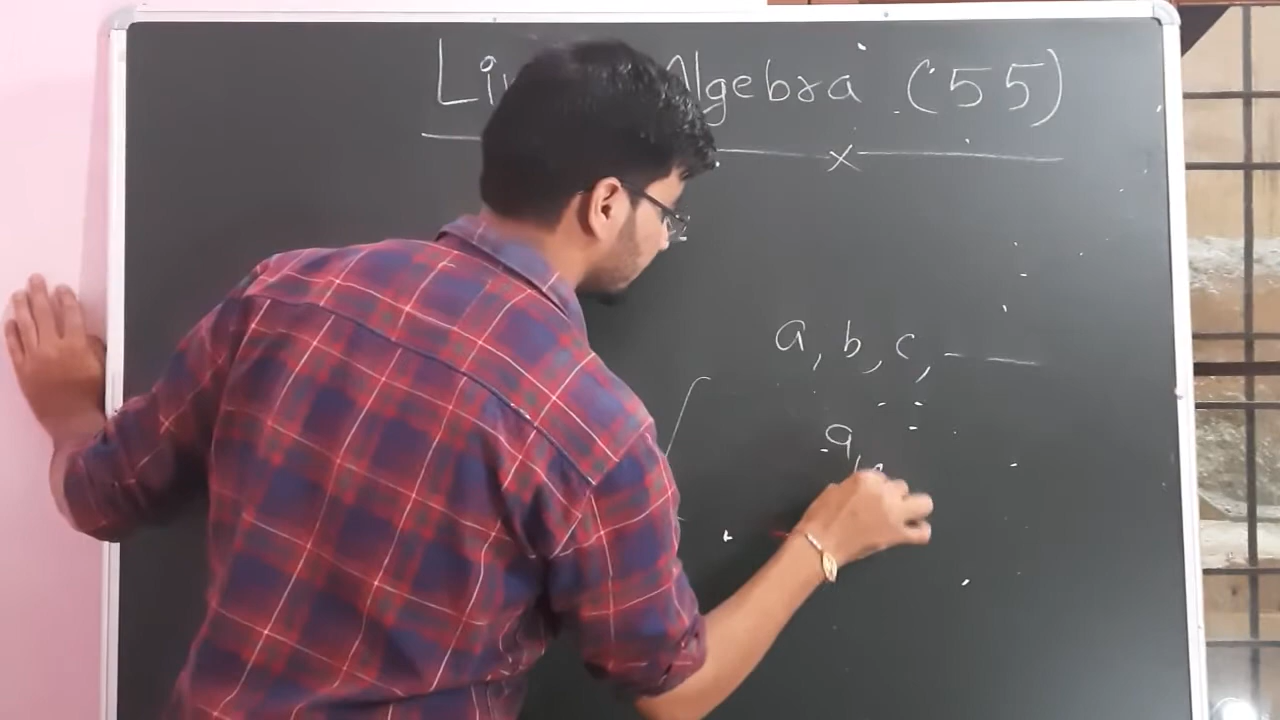 Li Algebra (55)
a, b, c, —
a,